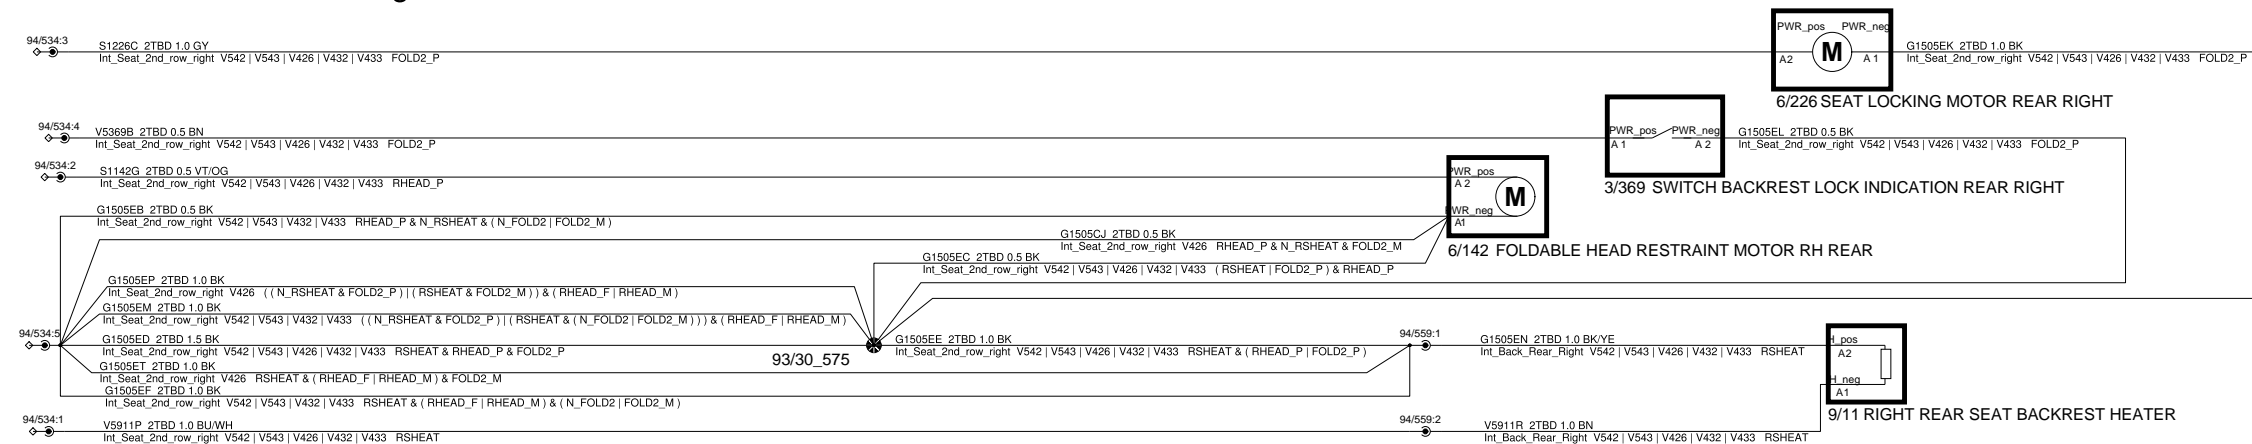 PWR_pos PWR_neg
94/534:3
S1226C 2TBD 1.0 GY
G1505EK 2TBD 1.0 BK
M
Int_Seat_2nd_row_right V542 | V543 | V426 | V432 | V433 FOLD2_P
A2
A 1
Int_Seat_2nd_row_right V542 | V543 | V426 | V432 | V433 FOLD2_P
6/226 SEAT LOCKING MOTOR REAR RIGHT
94/534:4
V5369B 2TBD 0.5 BN
PWR_pos
PWR_neg
G1505EL 2TBD 0.5 BK
Int_Seat_2nd_row_right V542 | V543 | V426 | V432 | V433 FOLD2_P
A 1
A 2
Int_Seat_2nd_row_right V542 | V543 | V426 | V432 | V433 FOLD2_P
94/534:2
S1142G 2TBD 0.5 VT/OG
PWR_pos
Int_Seat_2nd_row_right V542 | V543 | V426 | V432 | V433 RHEAD_P
A 2
3/369 SWITCH BACKREST LOCK INDICATION REAR RIGHT
M
G1505EB 2TBD 0.5 BK
PWR_neg
Int_Seat_2nd_row_right V542 | V543 | V432 | V433 RHEAD_P & N_RSHEAT & ( N_FOLD2 | FOLD2_M )
A1
G1505CJ 2TBD 0.5 BK
Int_Seat_2nd_row_right V426 RHEAD_P & N_RSHEAT & FOLD2_M
6/142 FOLDABLE HEAD RESTRAINT MOTOR RH REAR
G1505EC 2TBD 0.5 BK
Int_Seat_2nd_row_right V542 | V543 | V426 | V432 | V433 ( RSHEAT | FOLD2_P ) & RHEAD_P
G1505EP 2TBD 1.0 BK
Int_Seat_2nd_row_right V426 ( ( N_RSHEAT & FOLD2_P ) | ( RSHEAT & FOLD2_M ) ) & ( RHEAD_F | RHEAD_M )
G1505EM 2TBD 1.0 BK
Int_Seat_2nd_row_right V542 | V543 | V432 | V433 ( ( N_RSHEAT & FOLD2_P ) | ( RSHEAT & ( N_FOLD2 | FOLD2_M ) ) ) & ( RHEAD_F | RHEAD_M )
94/534:5
G1505ED 2TBD 1.5 BK
G1505EE 2TBD 1.0 BK
94/559:1
G1505EN 2TBD 1.0 BK/YE
H_pos
Int_Seat_2nd_row_right V542 | V543 | V426 | V432 | V433 RSHEAT & RHEAD_P & FOLD2_P
93/30_575
Int_Seat_2nd_row_right V542 | V543 | V426 | V432 | V433 RSHEAT & ( RHEAD_P | FOLD2_P )
Int_Back_Rear_Right V542 | V543 | V426 | V432 | V433 RSHEAT
A2
G1505ET 2TBD 1.0 BK
Int_Seat_2nd_row_right V426 RSHEAT & ( RHEAD_F | RHEAD_M ) & FOLD2_M
H_neg
G1505EF 2TBD 1.0 BK
A1
Int_Seat_2nd_row_right V542 | V543 | V432 | V433 RSHEAT & ( RHEAD_F | RHEAD_M ) & ( N_FOLD2 | FOLD2_M )
9/11 RIGHT REAR SEAT BACKREST HEATER
94/534:1
V5911P 2TBD 1.0 BU/WH
94/559:2
V5911R 2TBD 1.0 BN
Int_Seat_2nd_row_right V542 | V543 | V426 | V432 | V433 RSHEAT
Int_Back_Rear_Right V542 | V543 | V426 | V432 | V433 RSHEAT